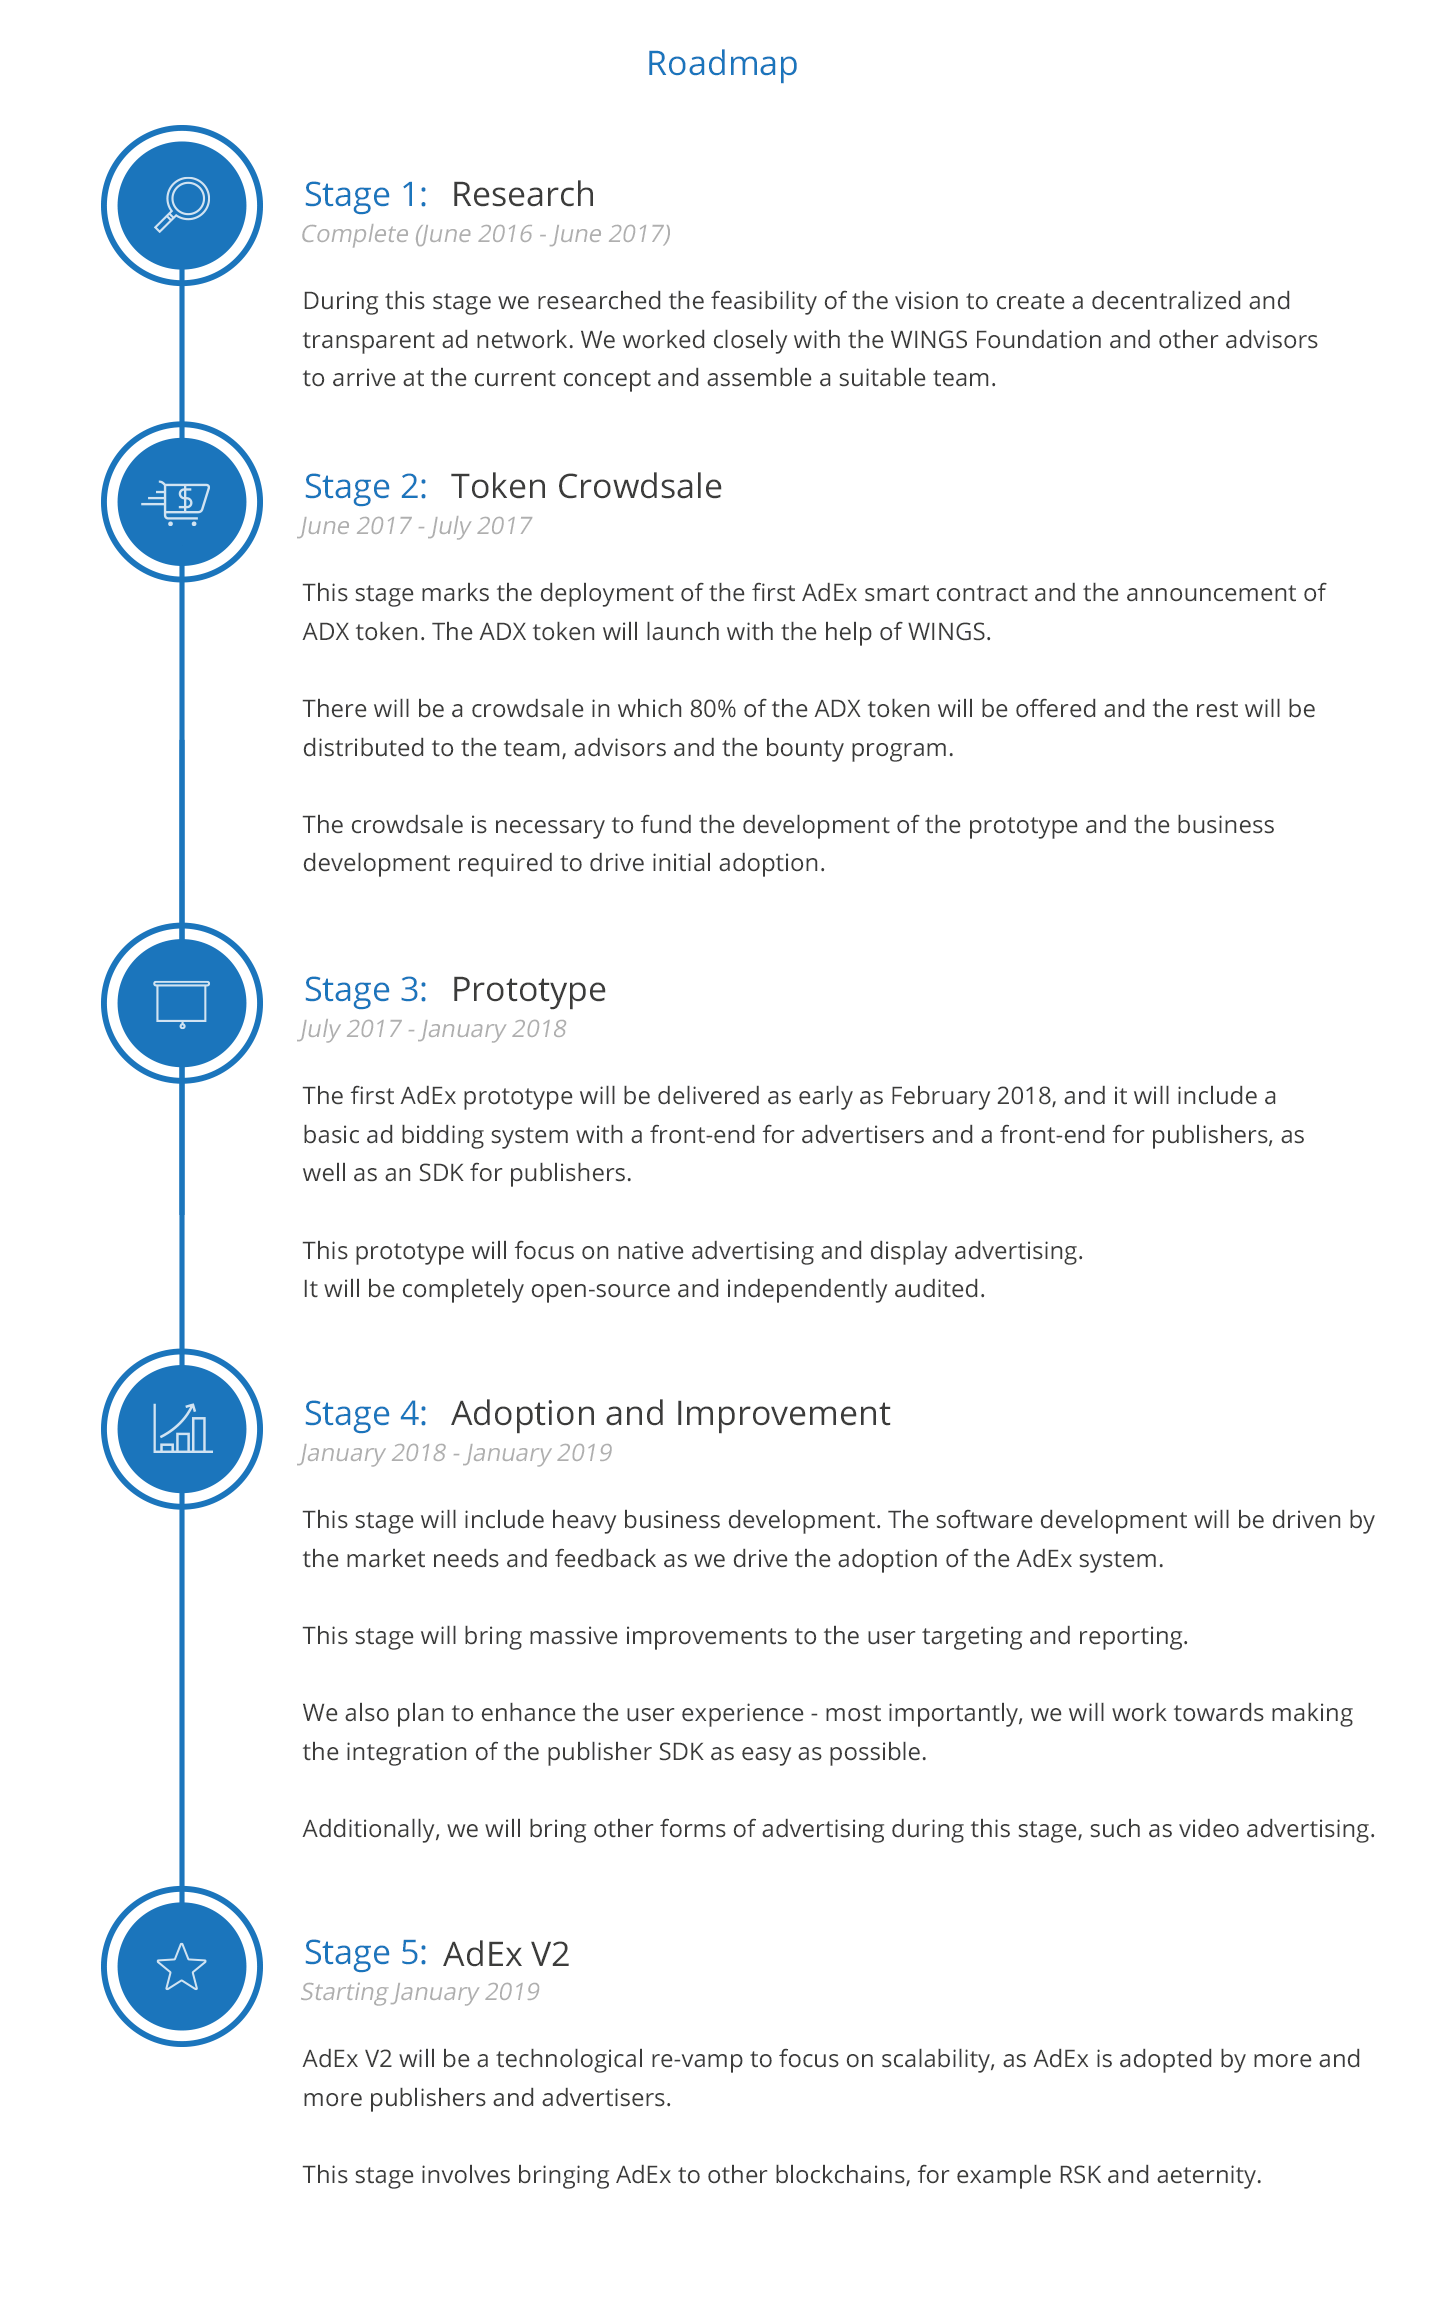 Roadmap
Stage 1: Research
Complete (June 2016 - June 2017)
During this stage we researched the feasibility of the vision to create a decentralized and
transparent ad network. We worked closely with the WINGS Foundation and other advisors
to arrive at the current concept and assemble a suitable team.
$
Stage 2: Token Crowdsale
June 2017 - July 2017
This stage marks the deployment of the first AdEx smart contract and the announcement of
ADX token. The ADX token will launch with the help of WINGS.
There will be a crowdsale in which 80% of the ADX token will be offered and the rest will be
distributed to the team, advisors and the bounty program.
The crowdsale is necessary to fund the development of the prototype and the business
development required to drive initial adoption.
Stage 3: Prototype
July 2017 - January 2018
The first AdEx prototype will be delivered as early as February 2018, and it will include a
basic ad bidding system with a front-end for advertisers and a front-end for publishers, as
well as an SDK for publishers.
This prototype will focus on native advertising and display advertising.
It will be completely open-source and independently audited.
Stage 4: Adoption and Improvement
January 2018 - January 2019
This stage will include heavy business development. The software development will be driven by
the market needs and feedback as we drive the adoption of the AdEx system.
This stage will bring massive improvements to the user targeting and reporting.
We also plan to enhance the user experience - most importantly, we will work towards making
the integration of the publisher SDK as easy as possible.
Additionally, we will bring other forms of advertising during this stage, such as video advertising.
Stage 5: AdEx V2
Starting January 2019
AdEx V2 will be a technological re-vamp to focus on scalability, as AdEx is adopted by more and
more publishers and advertisers.
This stage involves bringing AdEx to other blockchains, for example RSK and aeternity.